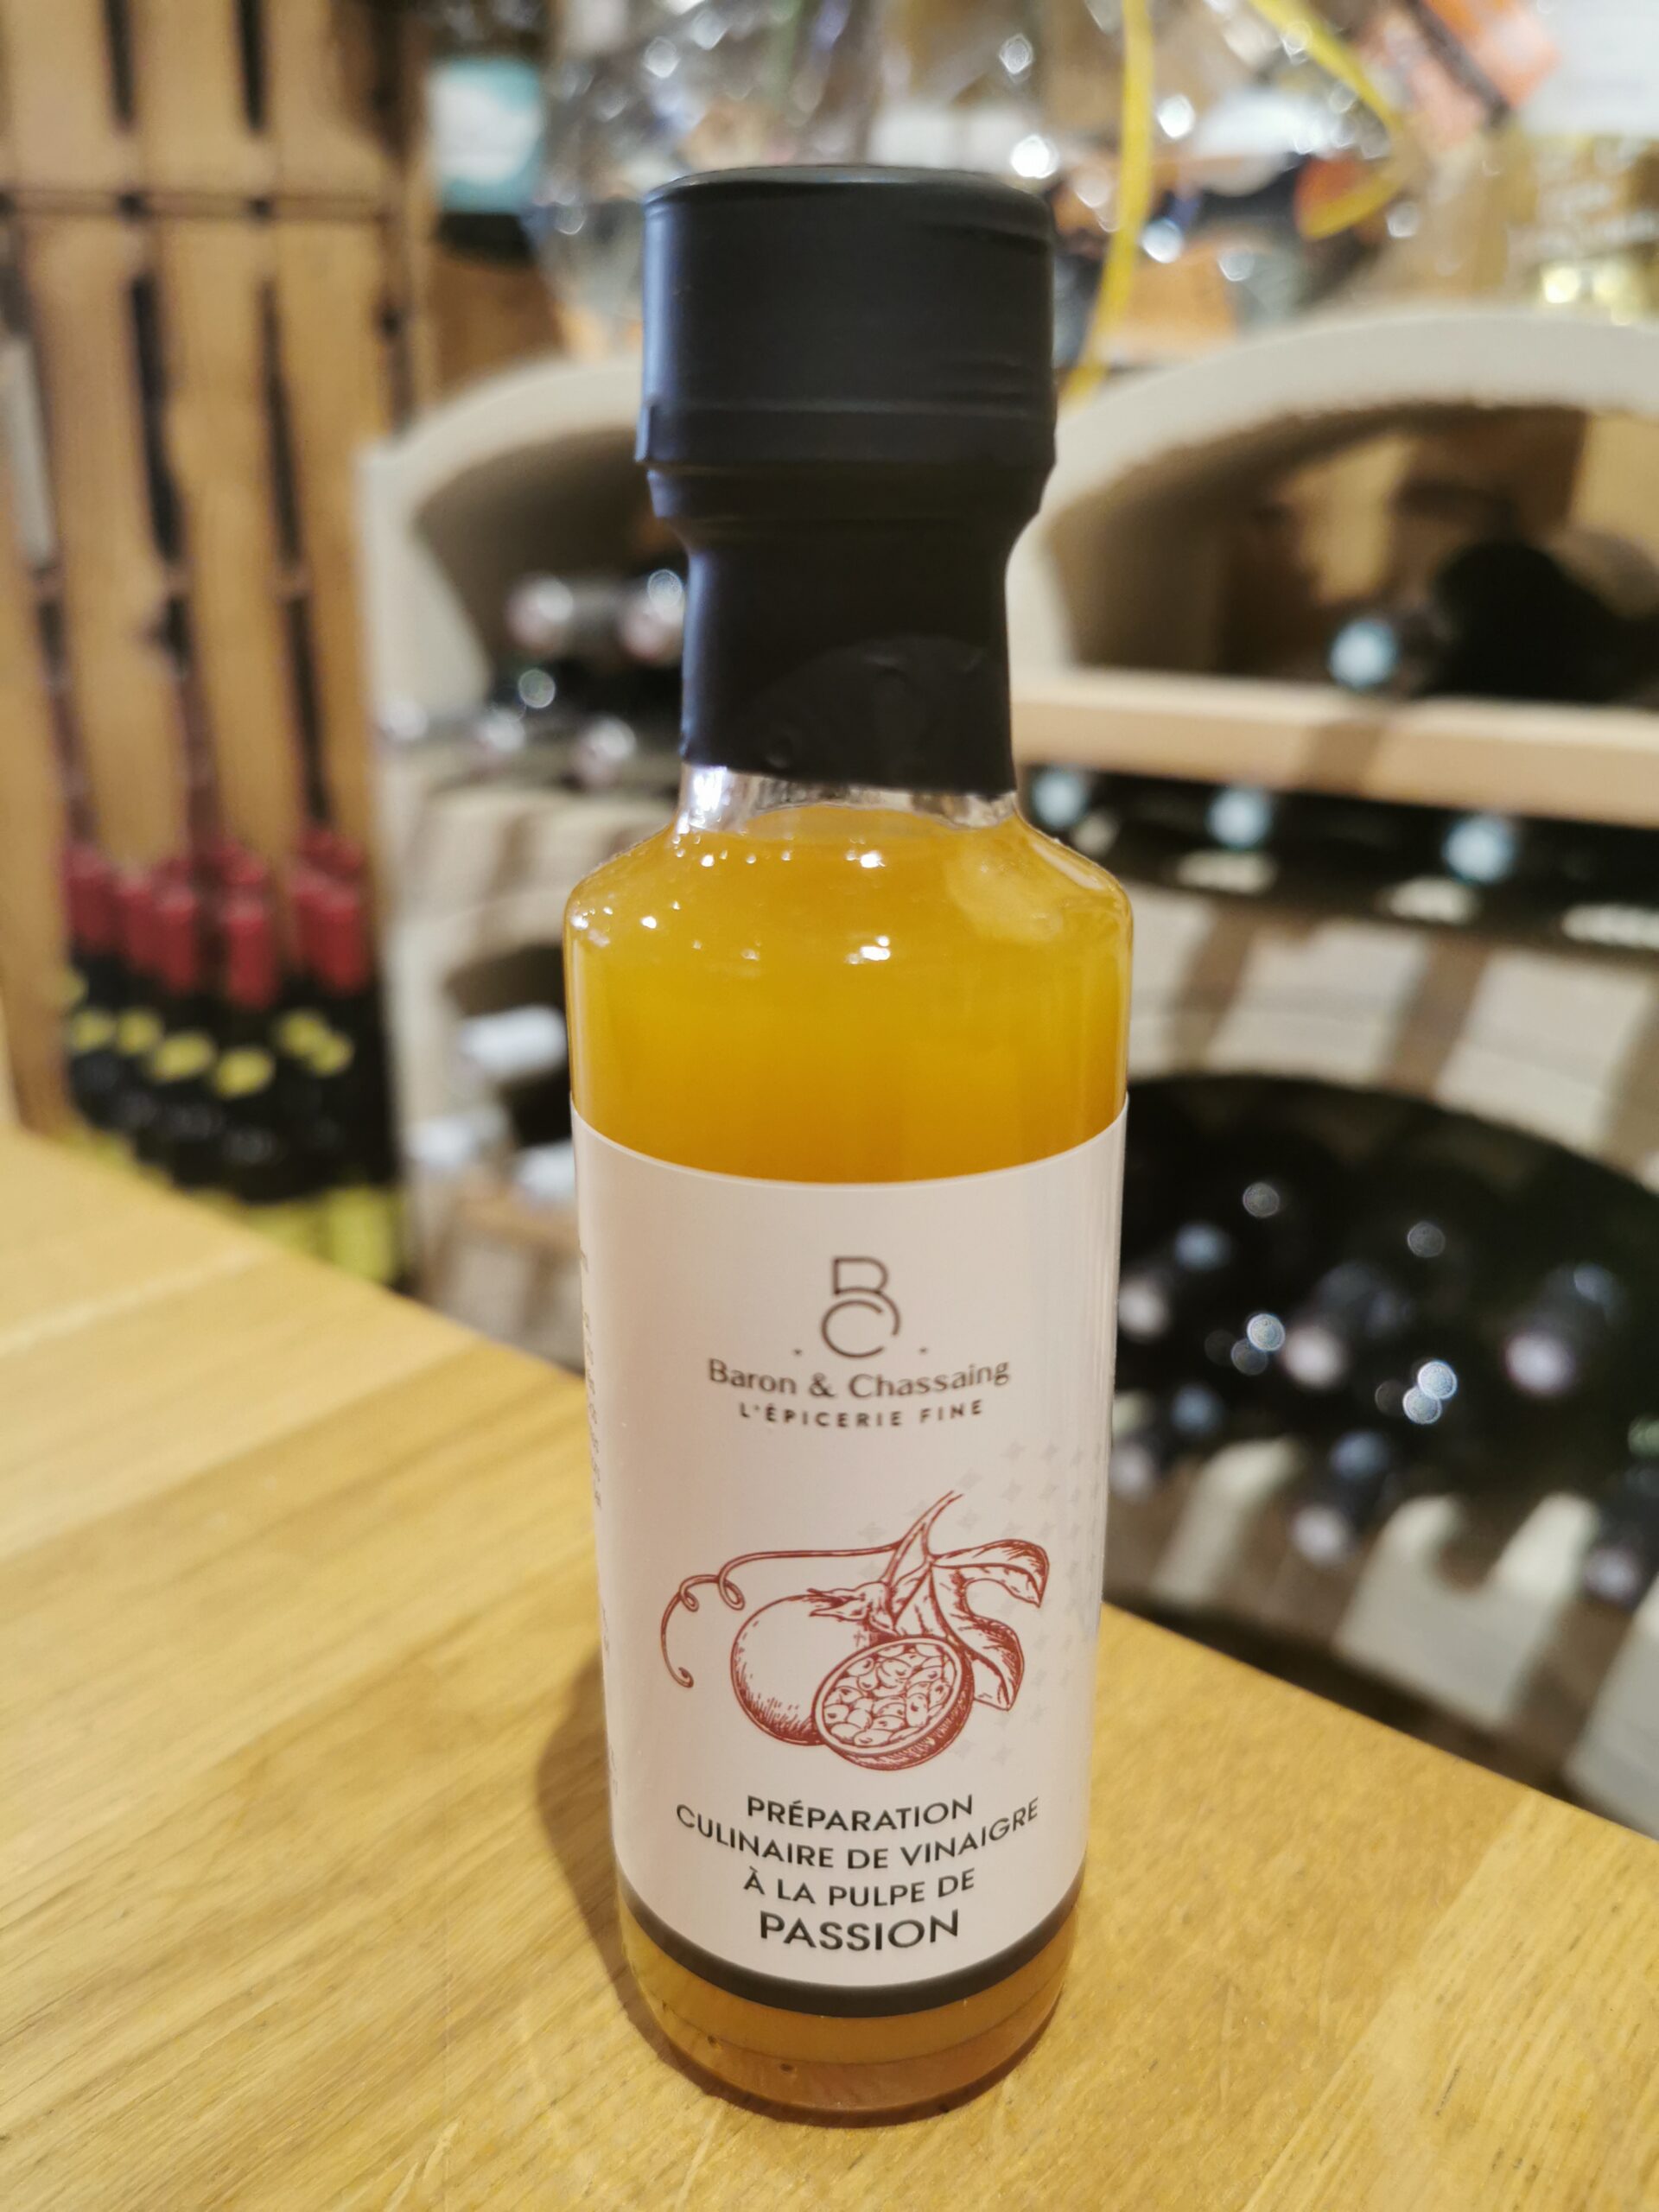 BC
Baron & Chassaing
L'ÉPICERIE FINE
PRÉPARATION
CULINAIRE DE VINAIGRE
À LA PULPE DE
PASSION